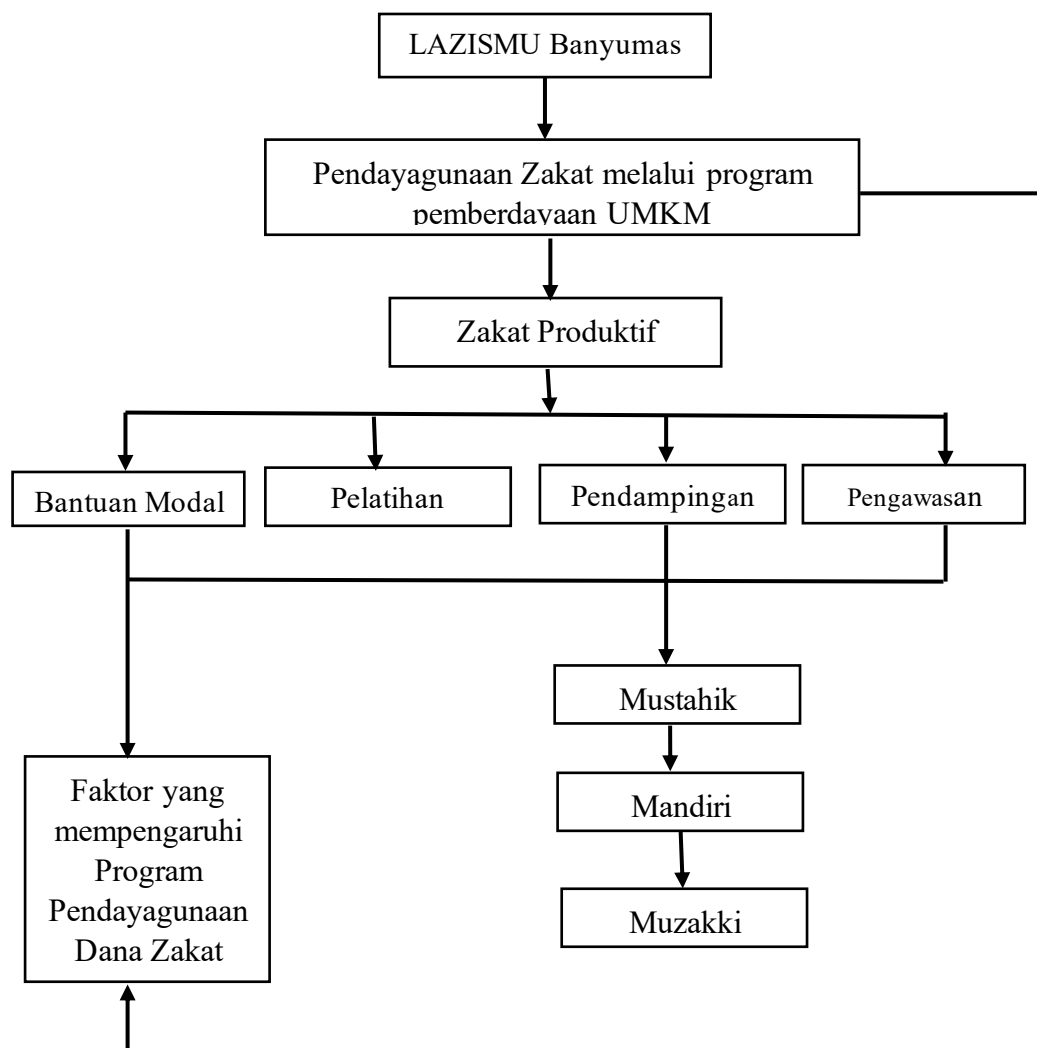 LAZISMU Banyumas
Pendayagunaan Zakat melalui program
pemberdayaan UMKM
Zakat Produktif
Bantuan Modal
Pelatihan
Pendampingan
Pengawasan
Mustahik
Mandiri
Muzakki
Faktor yang
mempengaruhi
Program
Pendayagunaan
Dana Zakat